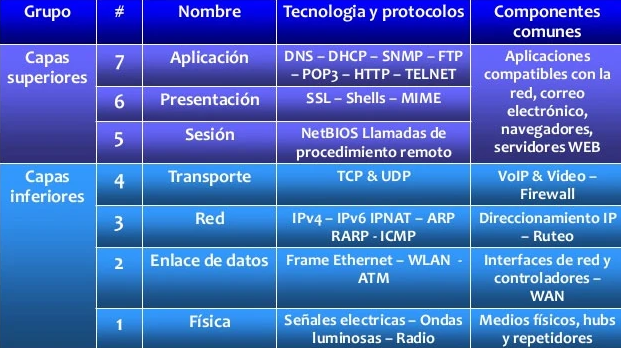 Grupo # Nombre Tecnologia y protocolos Componentes
comunes
Capas
superiores
7 Aplicación DNS – DHCP – SNMP – FTP
– POP3 – HTTP – TELNET
Aplicaciones
compatibles con la
red, correo
electrónico,
navegadores,
servidores WEB
6 Presentación SSL – Shells – MIME
5 Sesión NetBIOS Llamadas de
procedimiento remoto
Capas
inferiores
4 Transporte TCP & UDP VoIP & Video –
Firewall
3 Red IPv4 – IPv6 IPNAT – ARP
RARP - ICMP
Direccionamiento IP
– Ruteo
2 Enlace de datos Frame Ethernet – WLAN -
ATM
Interfaces de red y
controladores –
WAN
1 Física Señales electricas – Ondas
luminosas – Radio
Medios físicos, hubs
y repetidores